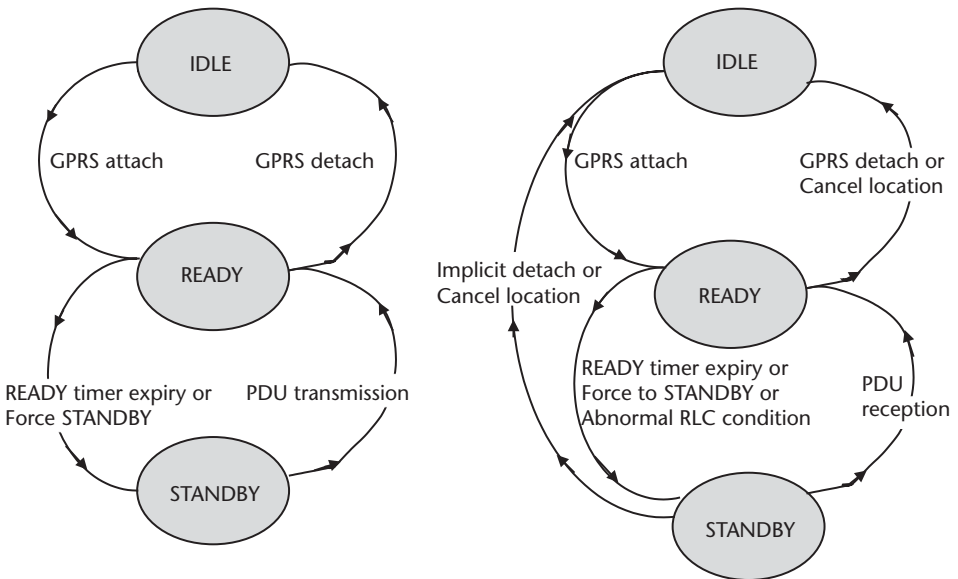 IDLE
GPRS attach
GPRS detach
READY
READY timer expiry or
Force STANDBY
PDU transmission
STANDBY
IDLE
GPRS attach
GPRS detach or
Cancel location
Implicit detach or
Cancel location
READY
READY timer expiry or
Force to STANDBY or
Abnormal RLC condition
PDU
reception
STANDBY